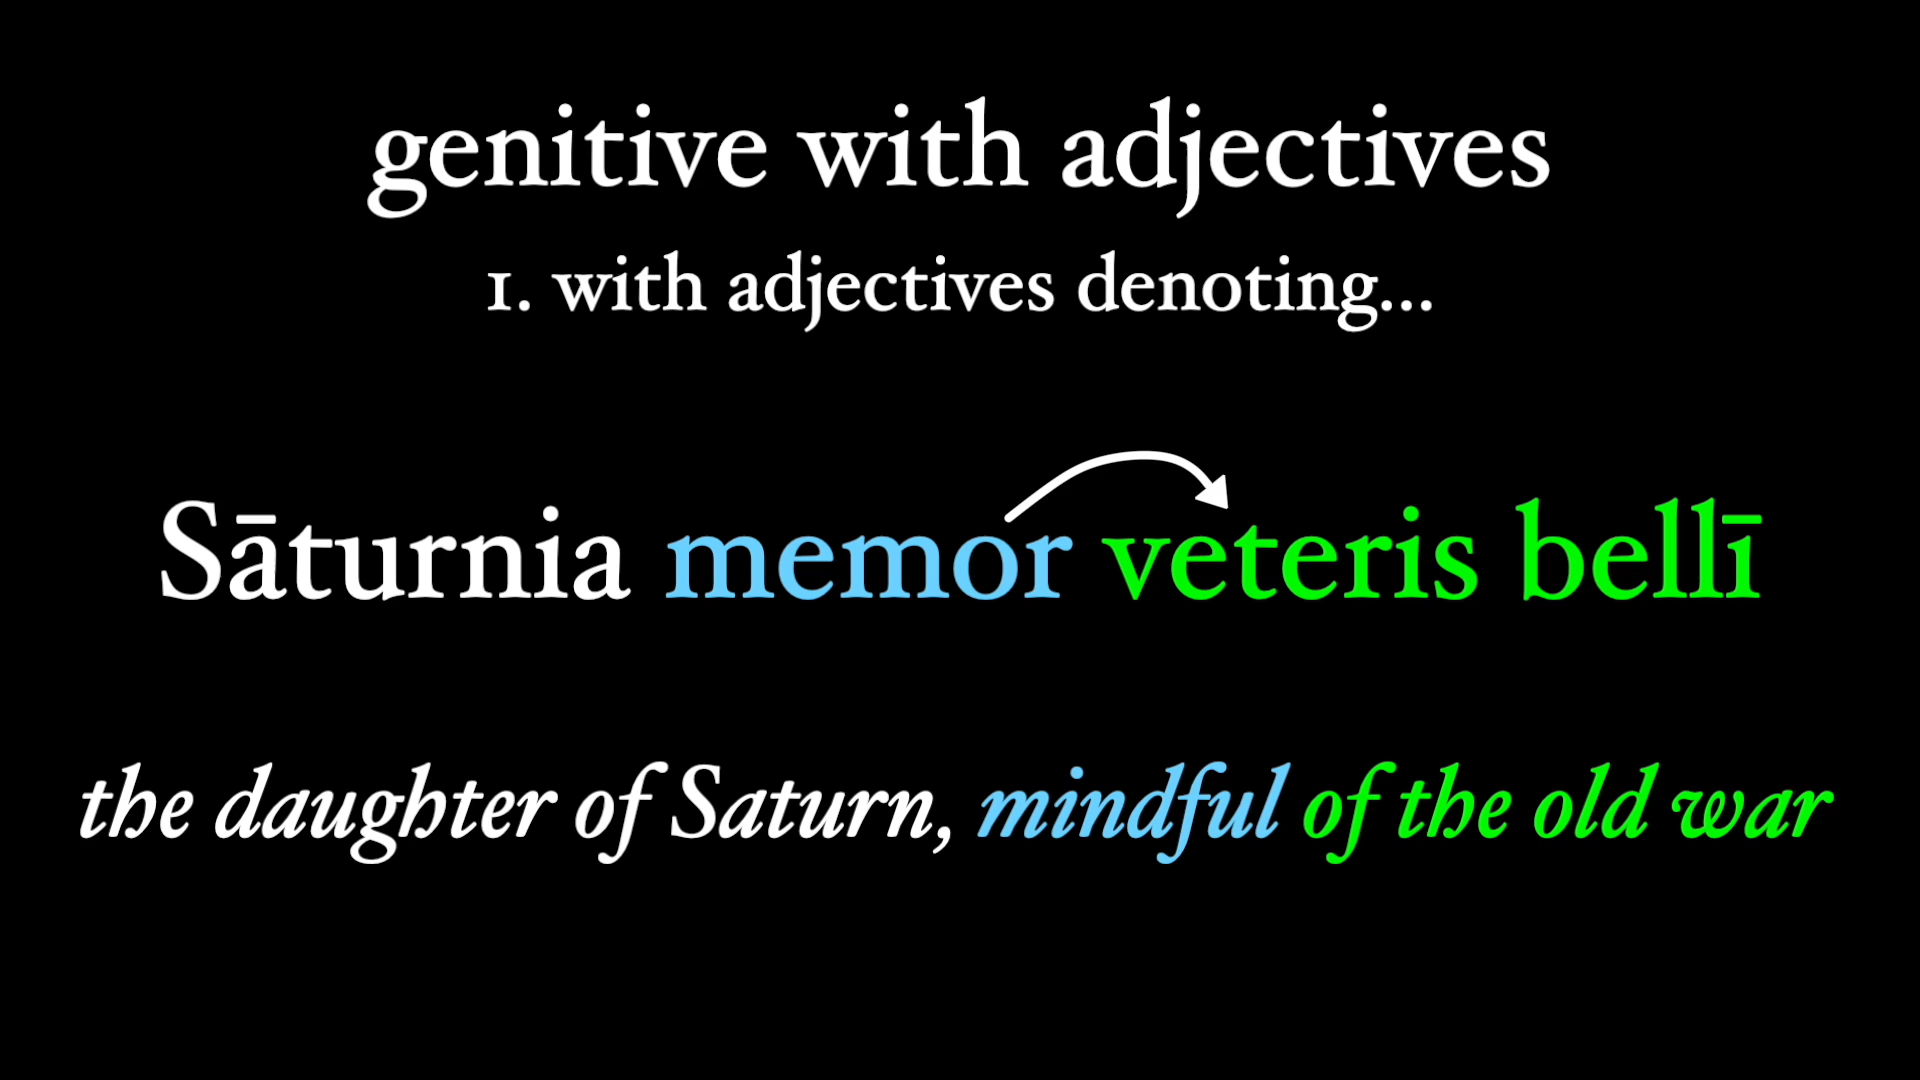 genitive with adjectives
1. with adjectives denoting...
Sāturnia memor veteris bellī
the daughter of Saturn, mindful of the old war